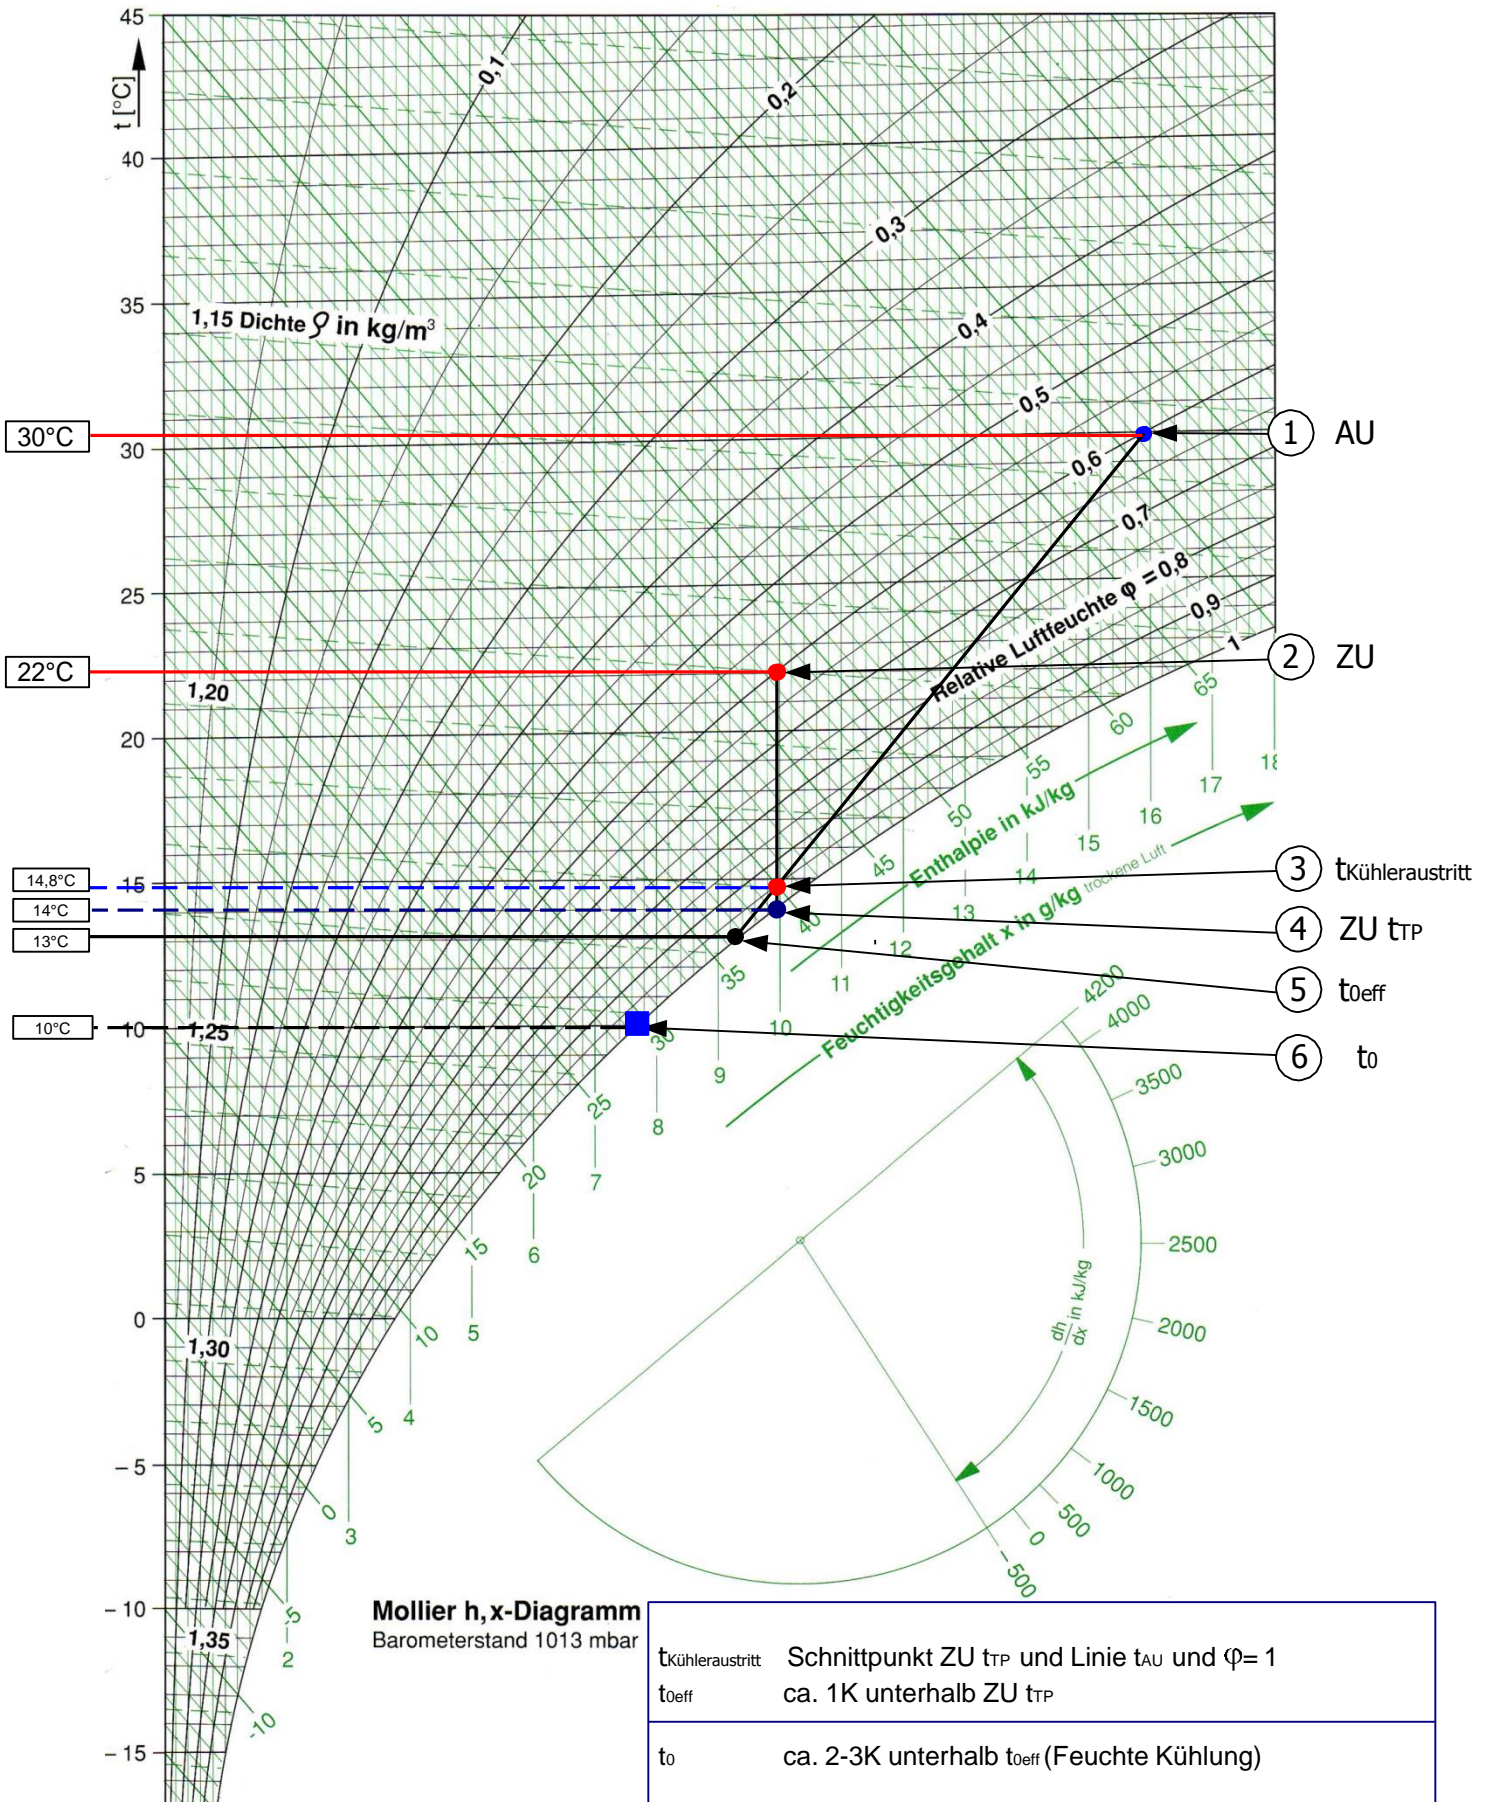 45
t [°C]
40
35
30
25
20
15
10
5
0
– 5
– 10
– 15
0,1
0,2
0,3
0,4
0,5
0,6
0,7
Relative Luftfeuchte φ = 0,8
0,9
1
1,15 Dichte ρ in kg/m³
1,20
1,25
1,30
1,35
30°C
22°C
14,8°C
14°C
13°C
10°C
1 AU
2 ZU
3 tKühleraustritt
4 ZU tTP
5 t0eff
6 t0
65
60
55
50
45
40
35
30
25
20
15
10
5
0
-5
-10
Enthalpie in kJ/kg
18
17
16
15
14
13
12
11
10
9
8
7
6
5
4
3
2
Feuchtigkeitsgehalt x in g/kg trockene Luft
4200
4000
3500
3000
2500
2000
1500
1000
500
0
– 500
dh
dx in kJ/kg
Mollier h,x-Diagramm
Barometerstand 1013 mbar
tKühleraustritt Schnittpunkt ZU tTP und Linie tAU und φ= 1
t0eff ca. 1K unterhalb ZU tTP
t0 ca. 2-3K unterhalb t0eff (Feuchte Kühlung)